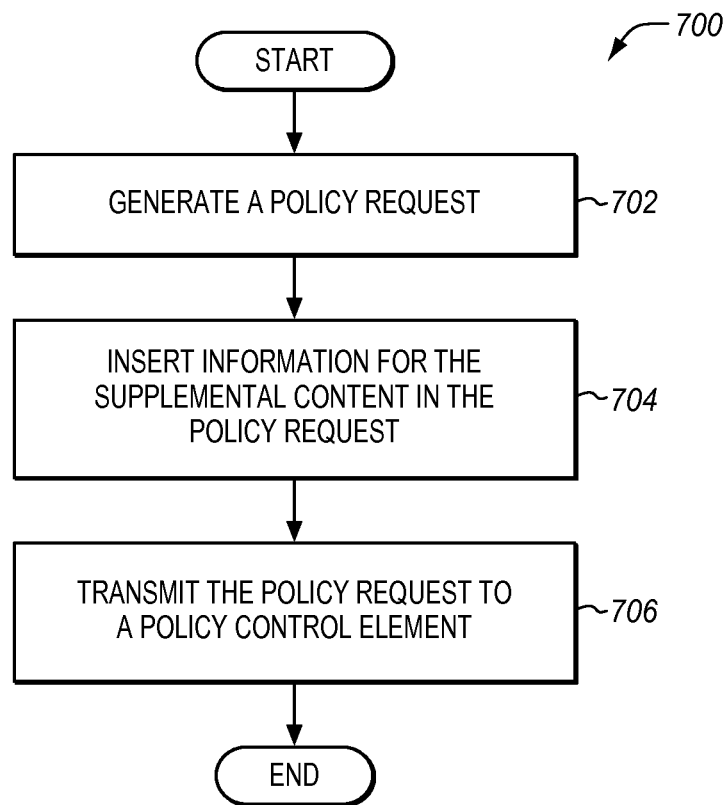 700
START
GENERATE A POLICY REQUEST
702
INSERT INFORMATION FOR THE
SUPPLEMENTAL CONTENT IN THE
POLICY REQUEST
704
TRANSMIT THE POLICY REQUEST TO
A POLICY CONTROL ELEMENT
706
END